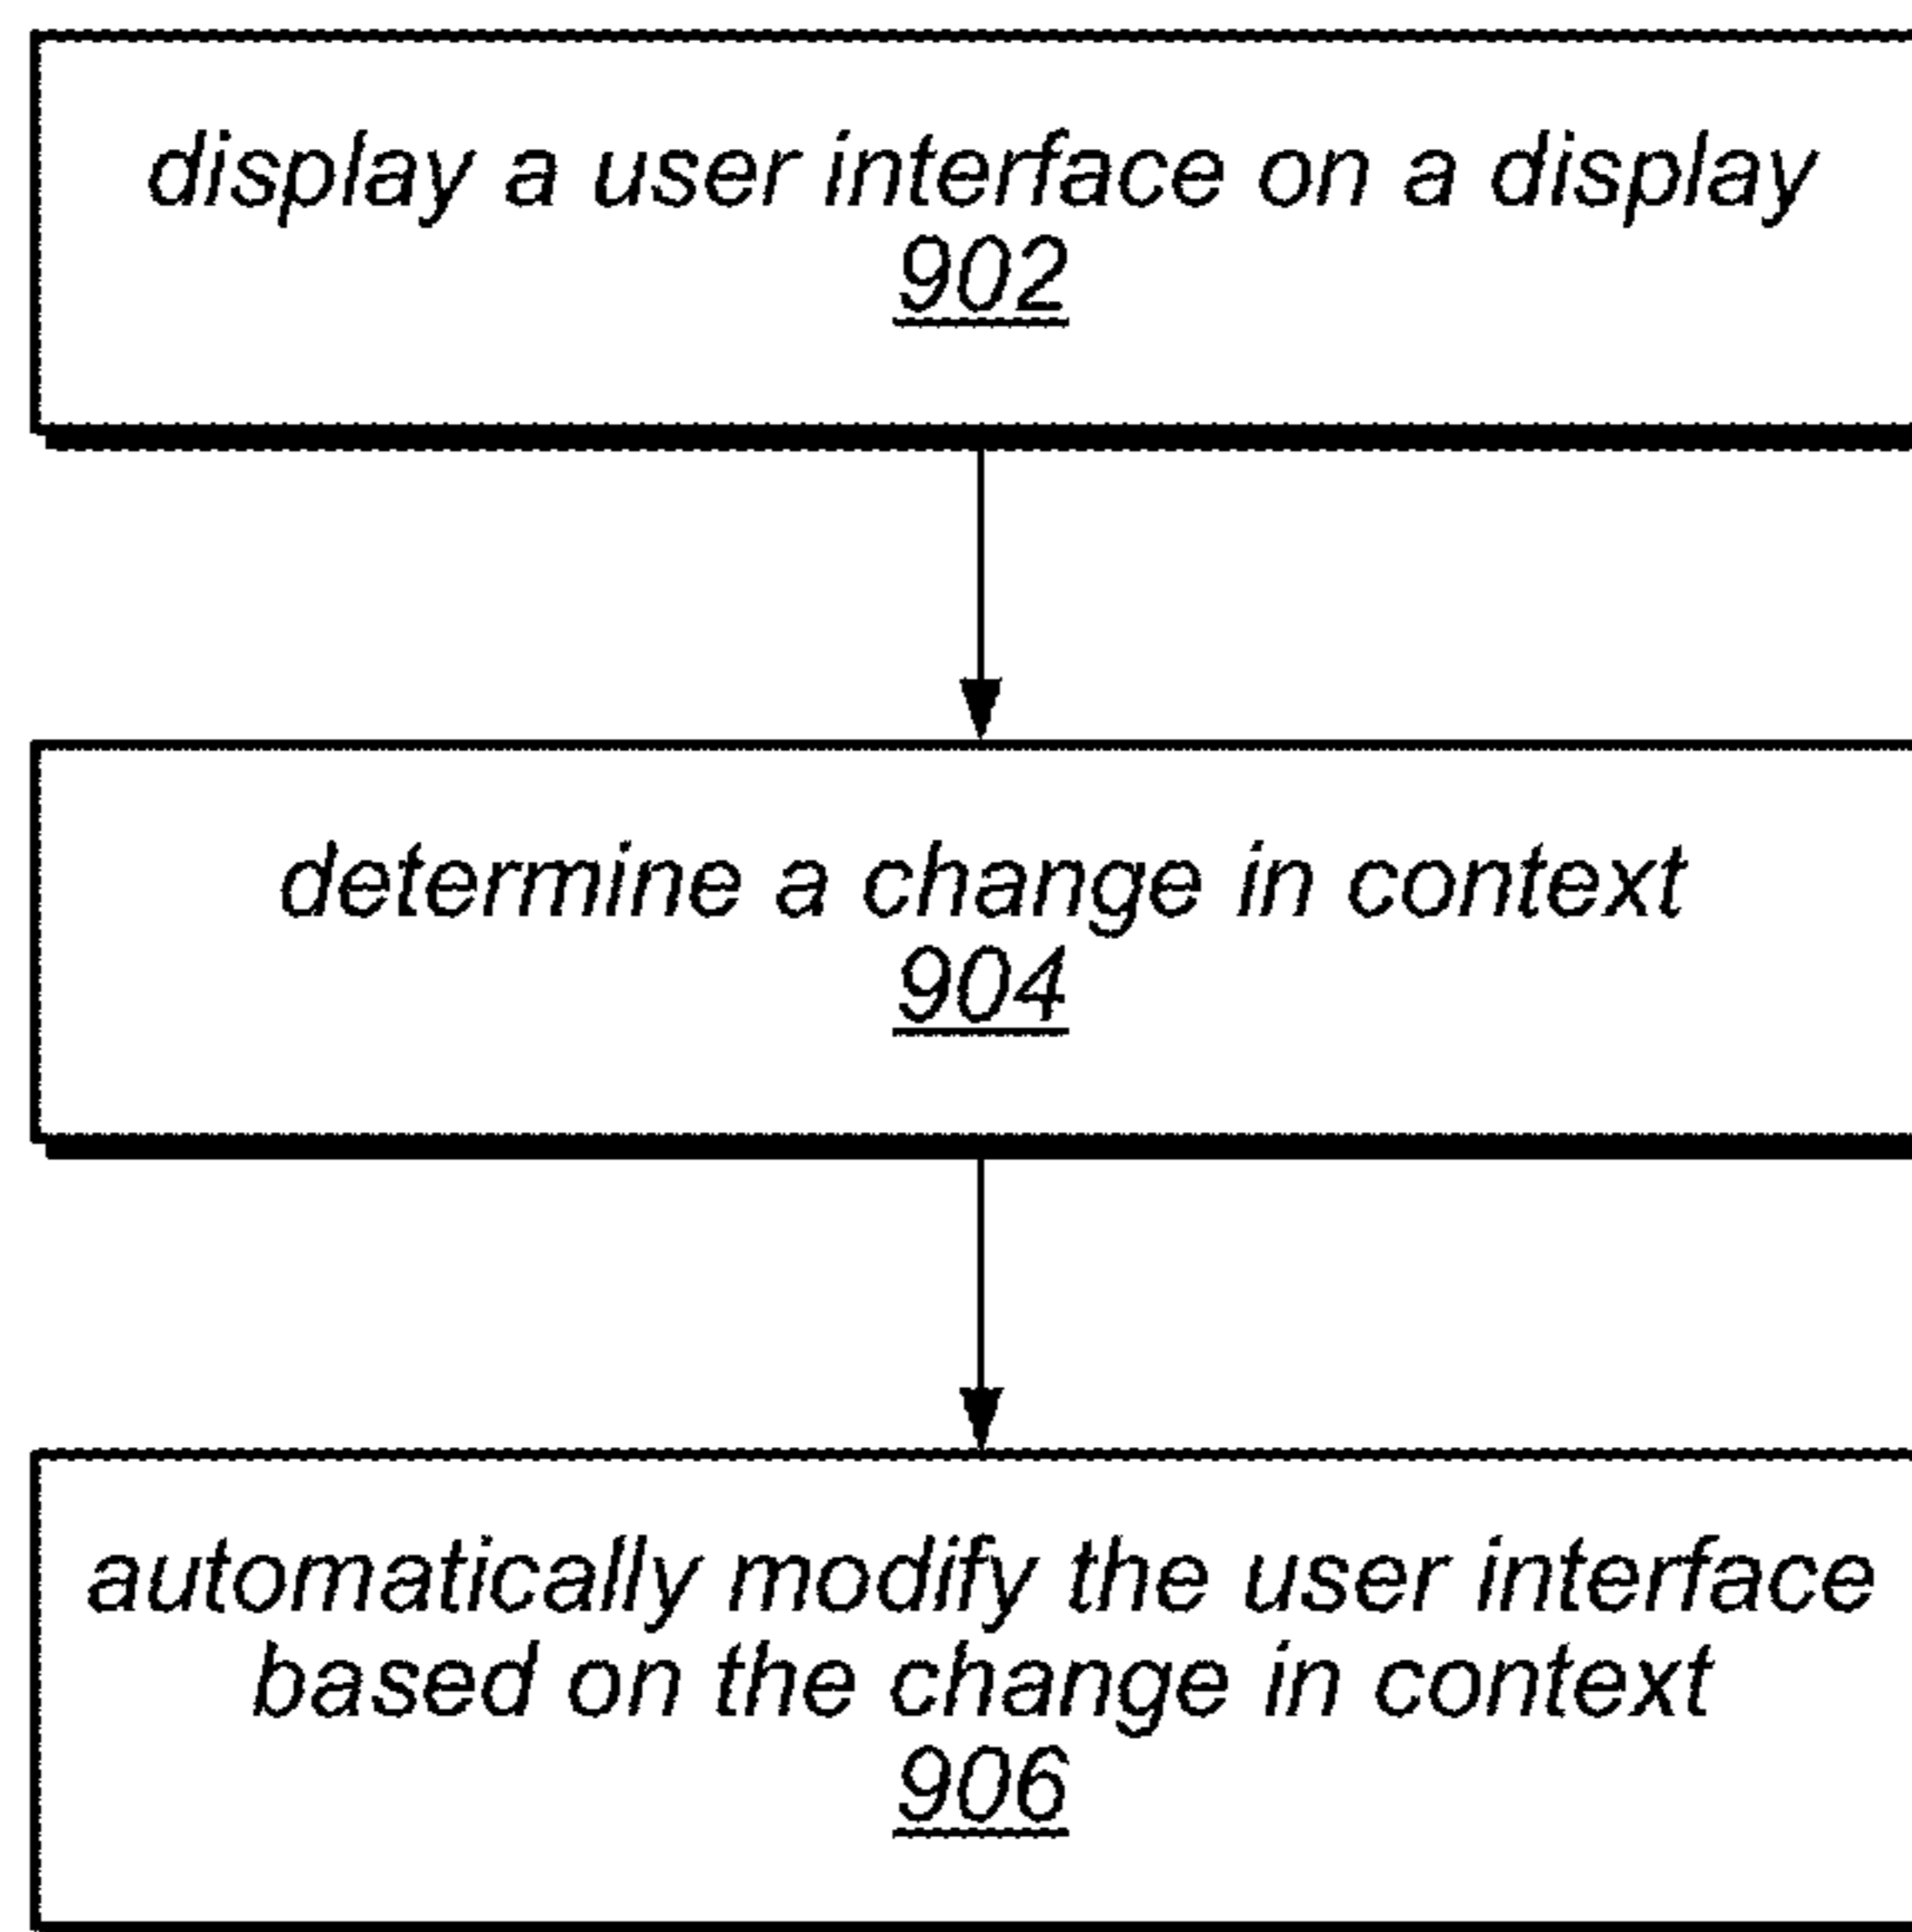 display a user interface on a display
902
determine a change in context
904
automatically modify the user interface
based on the change in context
906